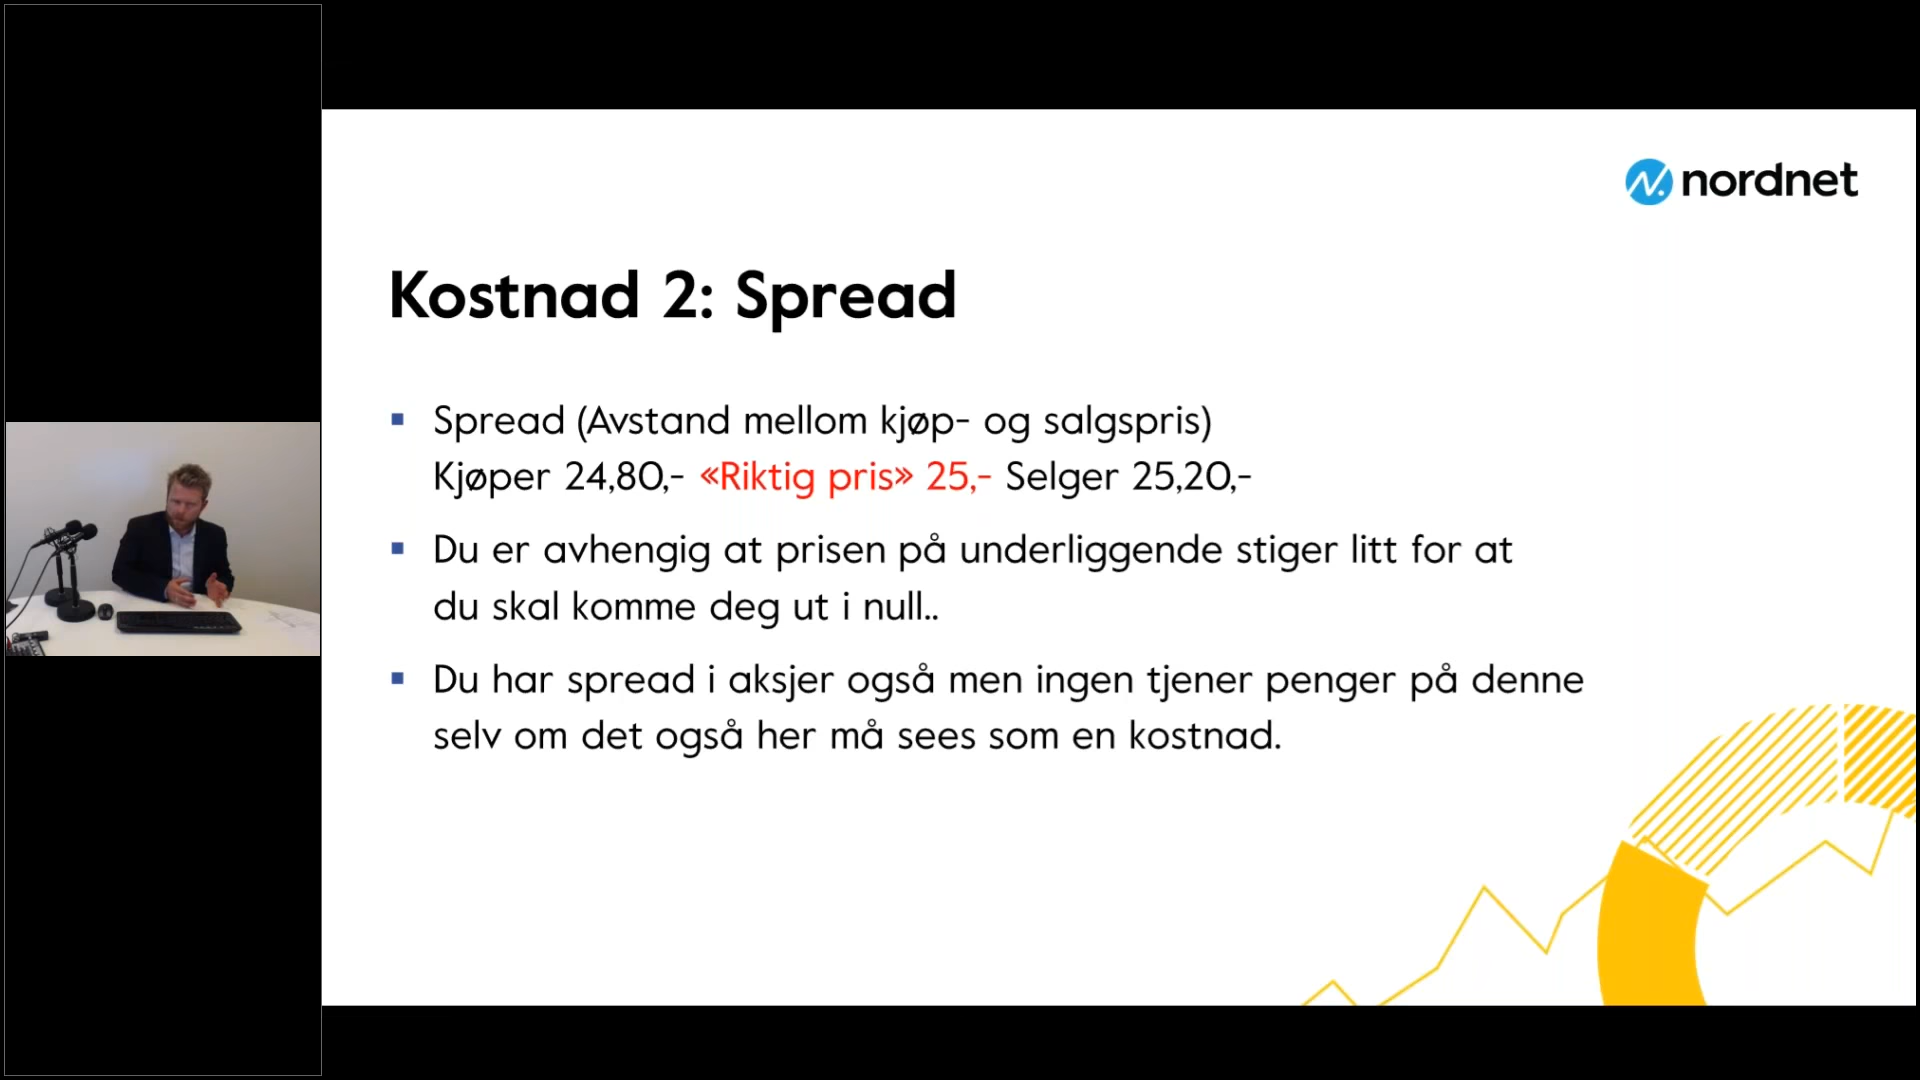 nordnet
Kostnad 2: Spread
Spread (Avstand mellom kjøp- og salgspris)
Kjøper 24,80,- «Riktig pris» 25,- Selger 25,20,-
Du er avhengig at prisen på underliggende stiger litt for at
du skal komme deg ut i null..
Du har spread i aksjer også men ingen tjener penger på denne
selv om det også her må sees som en kostnad.